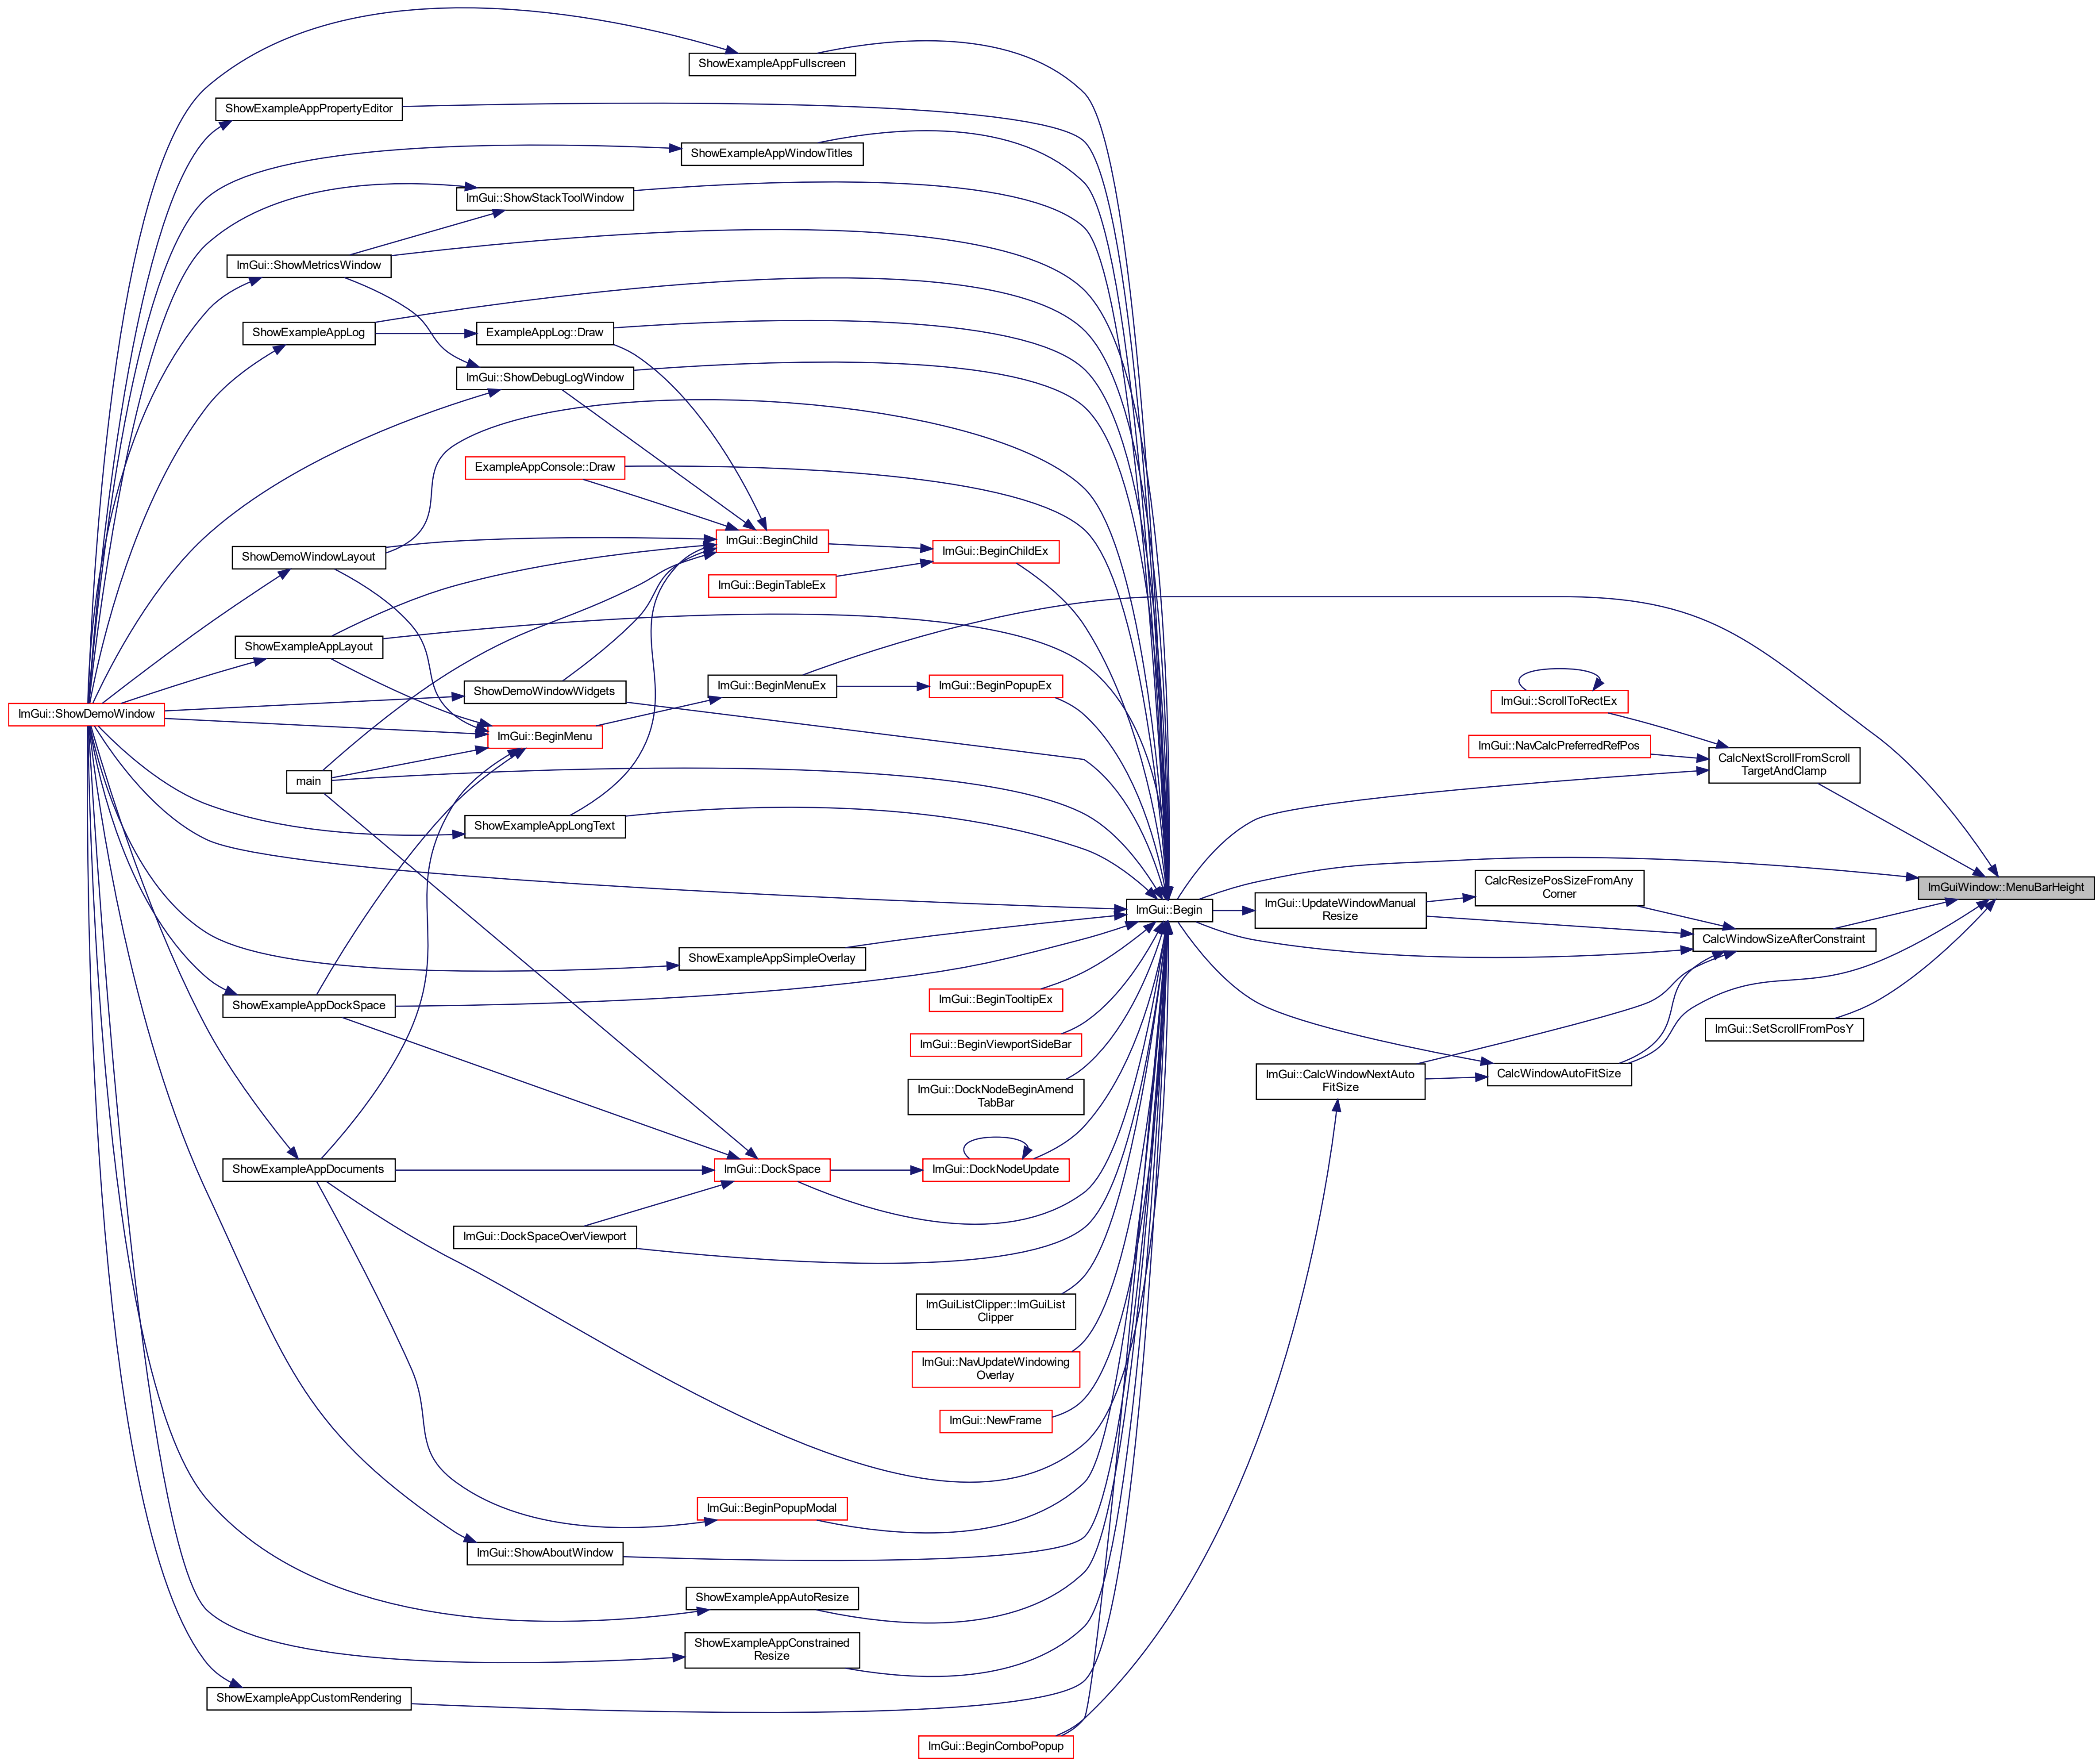 ShowExampleAppFullscreen
ShowExampleAppPropertyEditor
ShowExampleAppWindowTitles
ImGui::ShowStackToolWindow
ImGui::ShowMetricsWindow
ShowExampleAppLog
ExampleAppLog::Draw
ImGui::ShowDebugLogWindow
ExampleAppConsole::Draw
ImGui::BeginChild
ImGui::BeginChildEx
ShowDemoWindowLayout
ImGui::BeginTableEx
ShowExampleAppLayout
ShowDemoWindowWidgets
ImGui::BeginMenuEx
ImGui::BeginPopupEx
ImGui::ScrollToRectEx
ImGui::ShowDemoWindow
ImGui::BeginMenu
ImGui::NavCalcPreferredRefPos
CalcNextScrollFromScroll
TargetAndClamp
main
ShowExampleAppLongText
CalcResizePosSizeFromAny
Corner
ImGuiWindow::MenuBarHeight
ImGui::Begin
ImGui::UpdateWindowManual
Resize
CalcWindowSizeAfterConstraint
ShowExampleAppSimpleOverlay
ShowExampleAppDockSpace
ImGui::BeginTooltipEx
ImGui::SetScrollFromPosY
ImGui::BeginViewportSideBar
ImGui::CalcWindowNextAuto
FitSize
CalcWindowAutoFitSize
ImGui::DockNodeBeginAmend
TabBar
ShowExampleAppDocuments
ImGui::DockSpace
ImGui::DockNodeUpdate
ImGui::DockSpaceOverViewport
ImGuiListClipper::ImGuiList
Clipper
ImGui::NavUpdateWindowing
Overlay
ImGui::NewFrame
ImGui::BeginPopupModal
ImGui::ShowAboutWindow
ShowExampleAppAutoResize
ShowExampleAppConstrained
Resize
ShowExampleAppCustomRendering
ImGui::BeginComboPopup